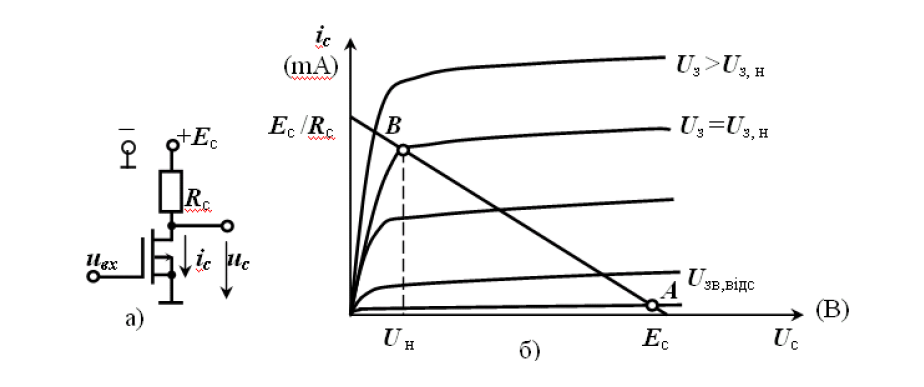 iс
(mA)
Uз >Uз, н
Eс /Rс
B
Uз =Uз, н
+Eс
Rс
uвх
iс
uс
A
Uзв,відс
(В)
а)
Uн
б)
Eс
Uс